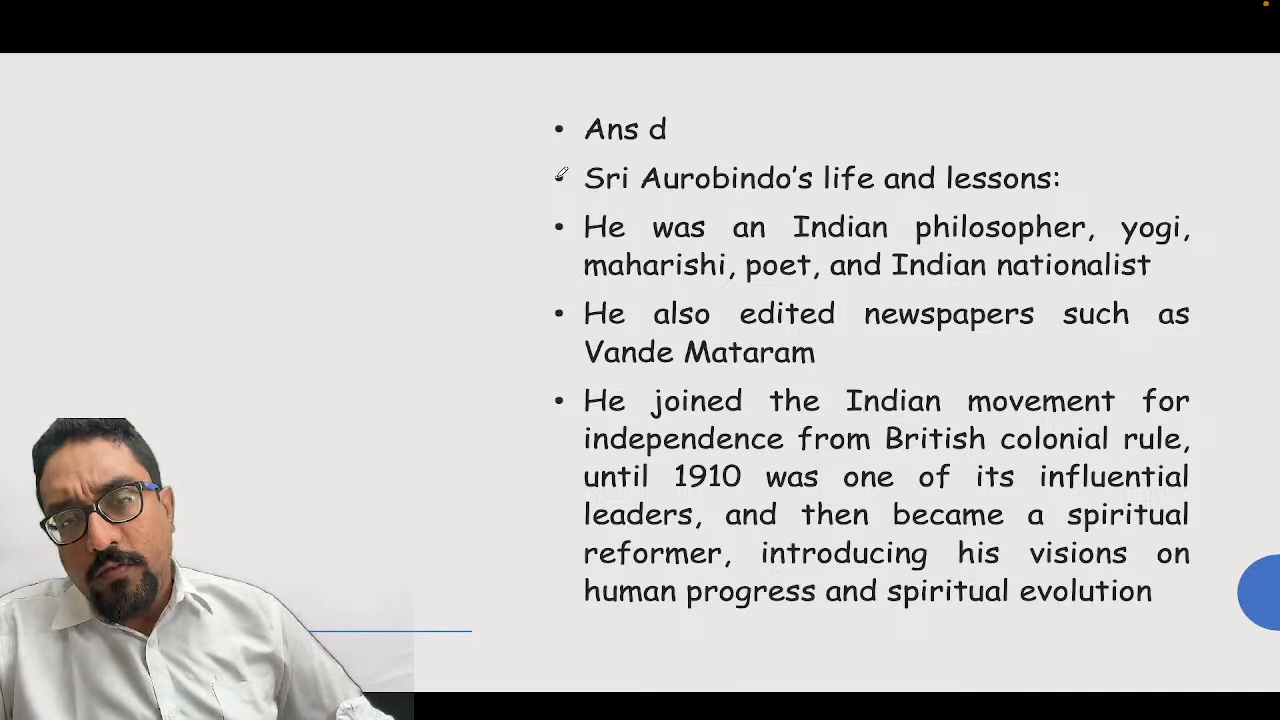 • Ans d
Sri Aurobindo’s life and lessons:
• He was an Indian philosopher, yogi,
maharishi, poet, and Indian nationalist
• He also edited newspapers such as
Vande Mataram
• He joined the Indian movement for
independence from British colonial rule,
until 1910 was one of its influential
leaders, and then became a spiritual
reformer, introducing his visions on
human progress and spiritual evolution